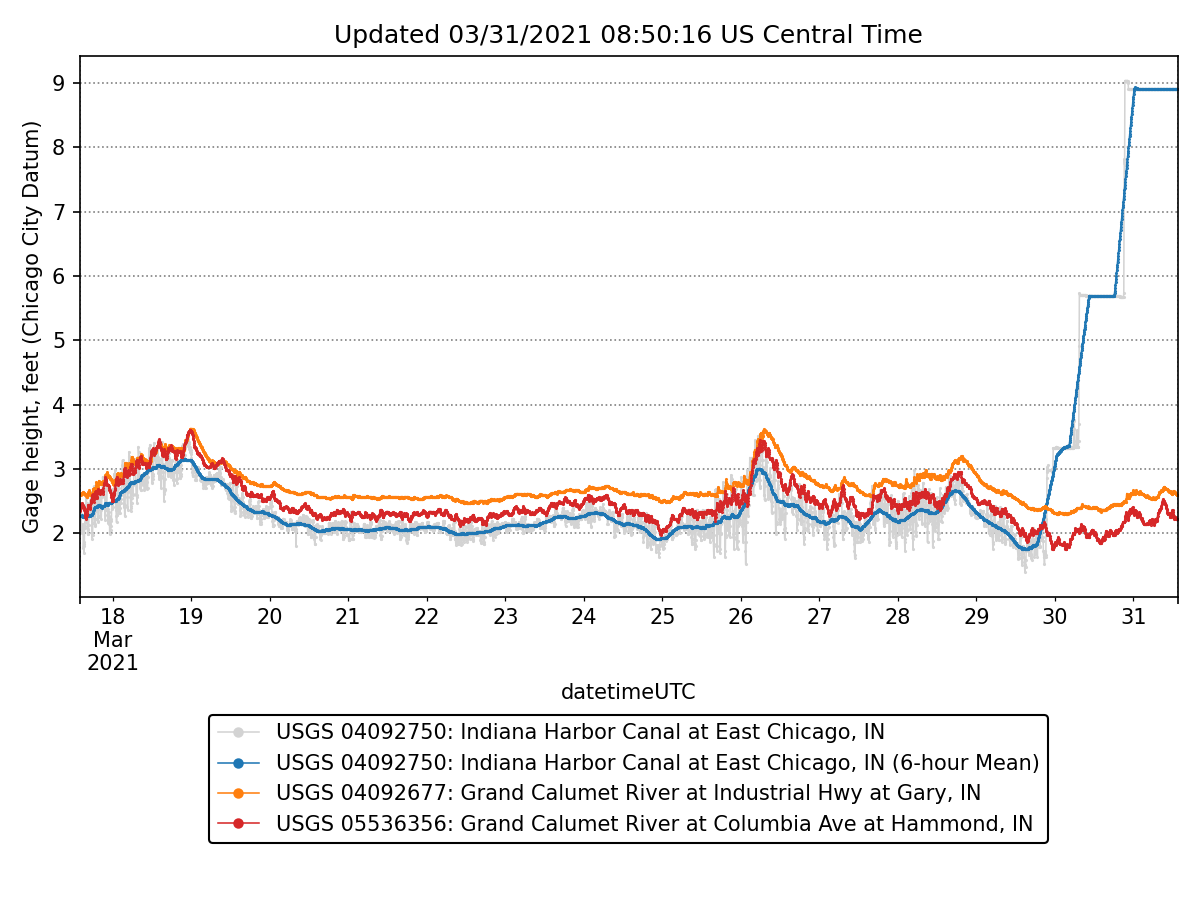 Updated 03/31/2021 08:50:16 US Central Time
Gage height, feet (Chicago City Datum)
9
8
7
6
5
4
3
2
18 19 20 21 22 23 24 25 26 27 28 29 30 31
Mar
2021
datetimeUTC
USGS 04092750: Indiana Harbor Canal at East Chicago, IN
USGS 04092750: Indiana Harbor Canal at East Chicago, IN (6-hour Mean)
USGS 04092677: Grand Calumet River at Industrial Hwy at Gary, IN
USGS 05536356: Grand Calumet River at Columbia Ave at Hammond, IN